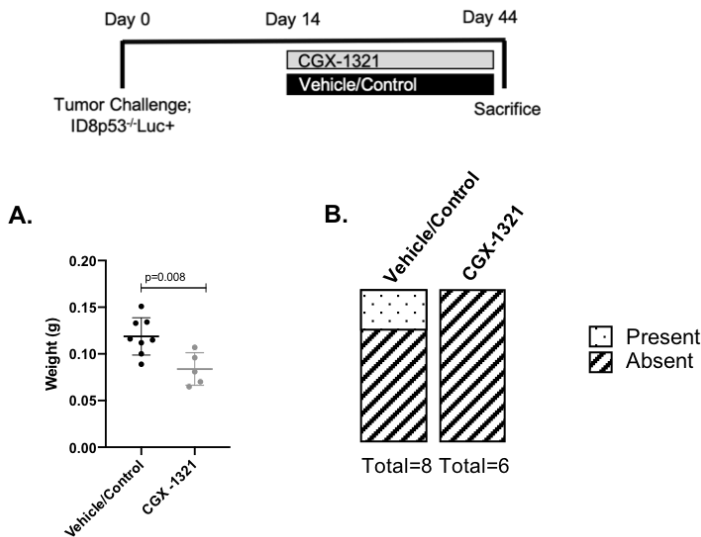 Day 0 Day 14 Day 44
CGX-1321
Vehicle/Control
Tumor Challenge;
ID8p53-/-Luc+
Sacrifice
A.
0.20
p=0.008
0.15
0.10
0.05
0.00
Weight (g)
Vehicle/Control
CGX -1321
B.
Vehicle/Control
CGX-1321
Present
Absent
Total=8 Total=6